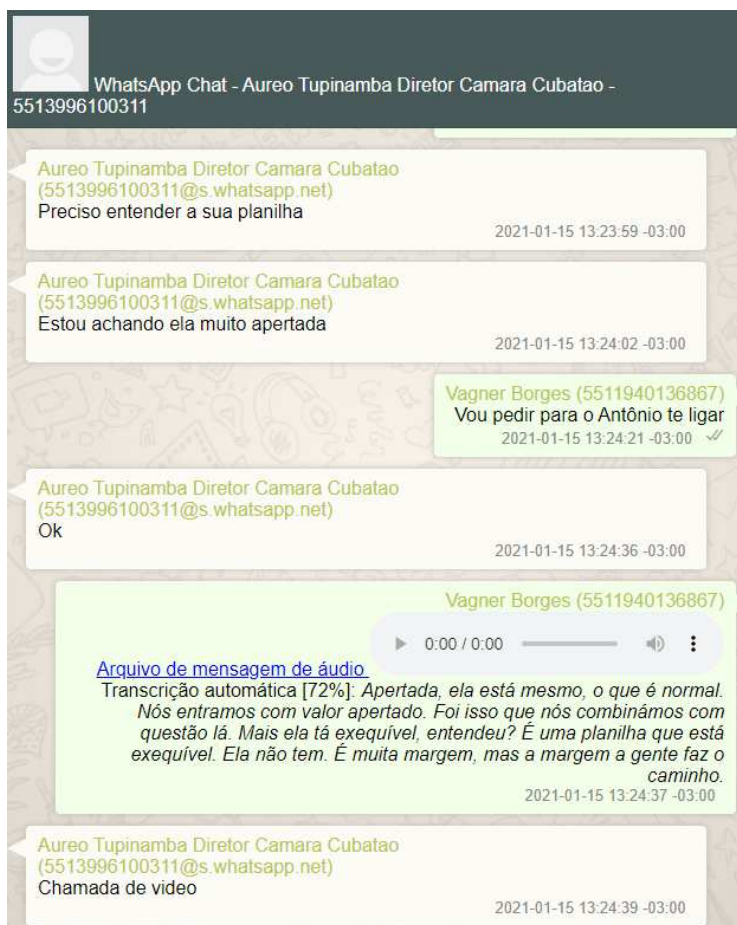 WhatsApp Chat - Aureo Tupinamba Diretor Camara Cubatao -
5513996100311
Aureo Tupinamba Diretor Camara Cubatao
(5513996100311@s.whatsapp.net)
Preciso entender a sua planilha
2021-01-15 13:23:59 -03:00
Aureo Tupinamba Diretor Camara Cubatao
(5513996100311@s.whatsapp.net)
Estou achando ela muito apertada
2021-01-15 13:24:02 -03:00
Vagner Borges (5511940136867)
Vou pedir para o Antônio te ligar
2021-01-15 13:24:21 -03:00
Aureo Tupinamba Diretor Camara Cubatao
(5513996100311@s.whatsapp.net)
Ok
2021-01-15 13:24:36 -03:00
Vagner Borges (5511940136867)
0:00 / 0:00
Arquivo de mensagem de áudio
Transcrição automática [72%]: Apertada, ela está mesmo, o que é normal.
Nós entramos com valor apertado. Foi isso que nós combinámos com
questão lá. Mais ela tá exequível, entendeu? É uma planilha que está
exequível. Ela não tem. É muita margem, mas a margem a gente faz o
caminho.
2021-01-15 13:24:37 -03:00
Aureo Tupinamba Diretor Camara Cubatao
(5513996100311@s.whatsapp.net)
Chamada de video
2021-01-15 13:24:39 -03:00